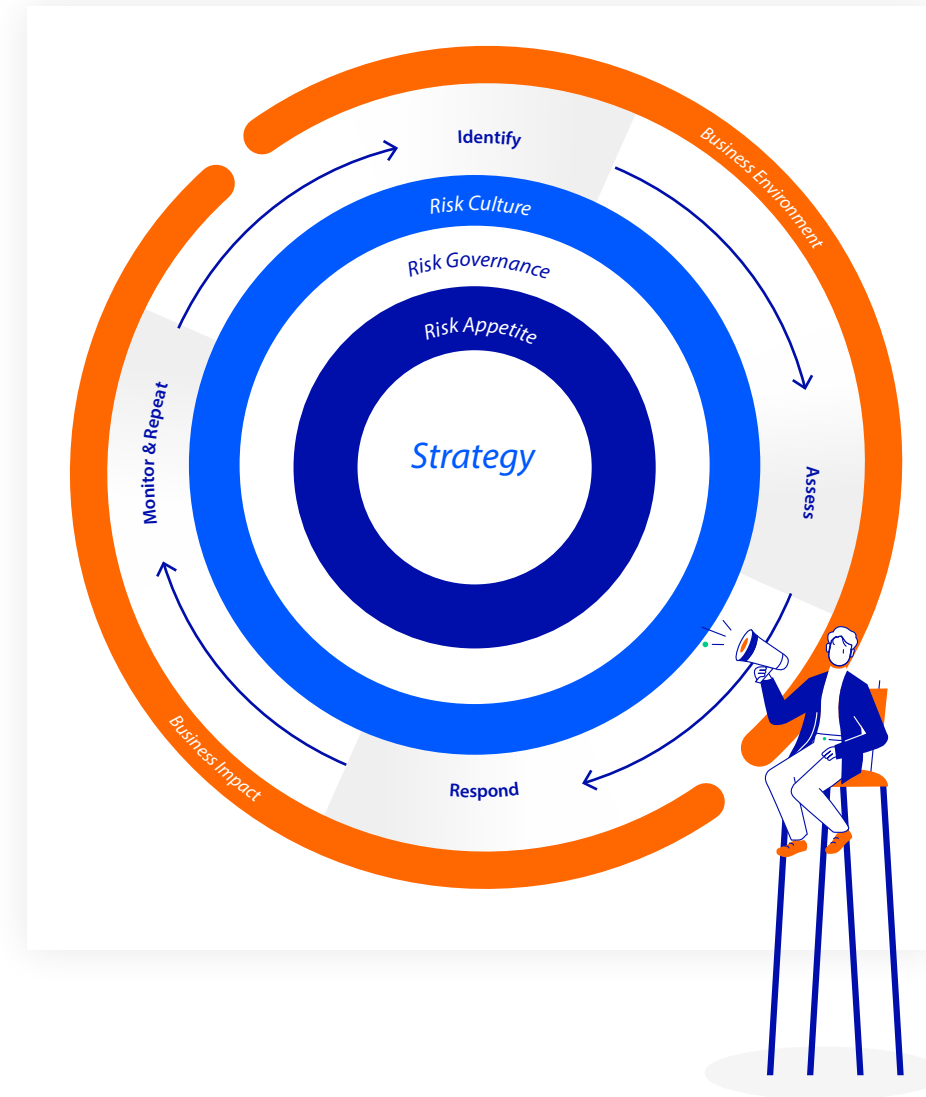 Identify
Business Environment
Risk Culture
Risk Governance
Risk Appetite
Strategy
Monitor & Repeat
Assess
Business Impact
Respond